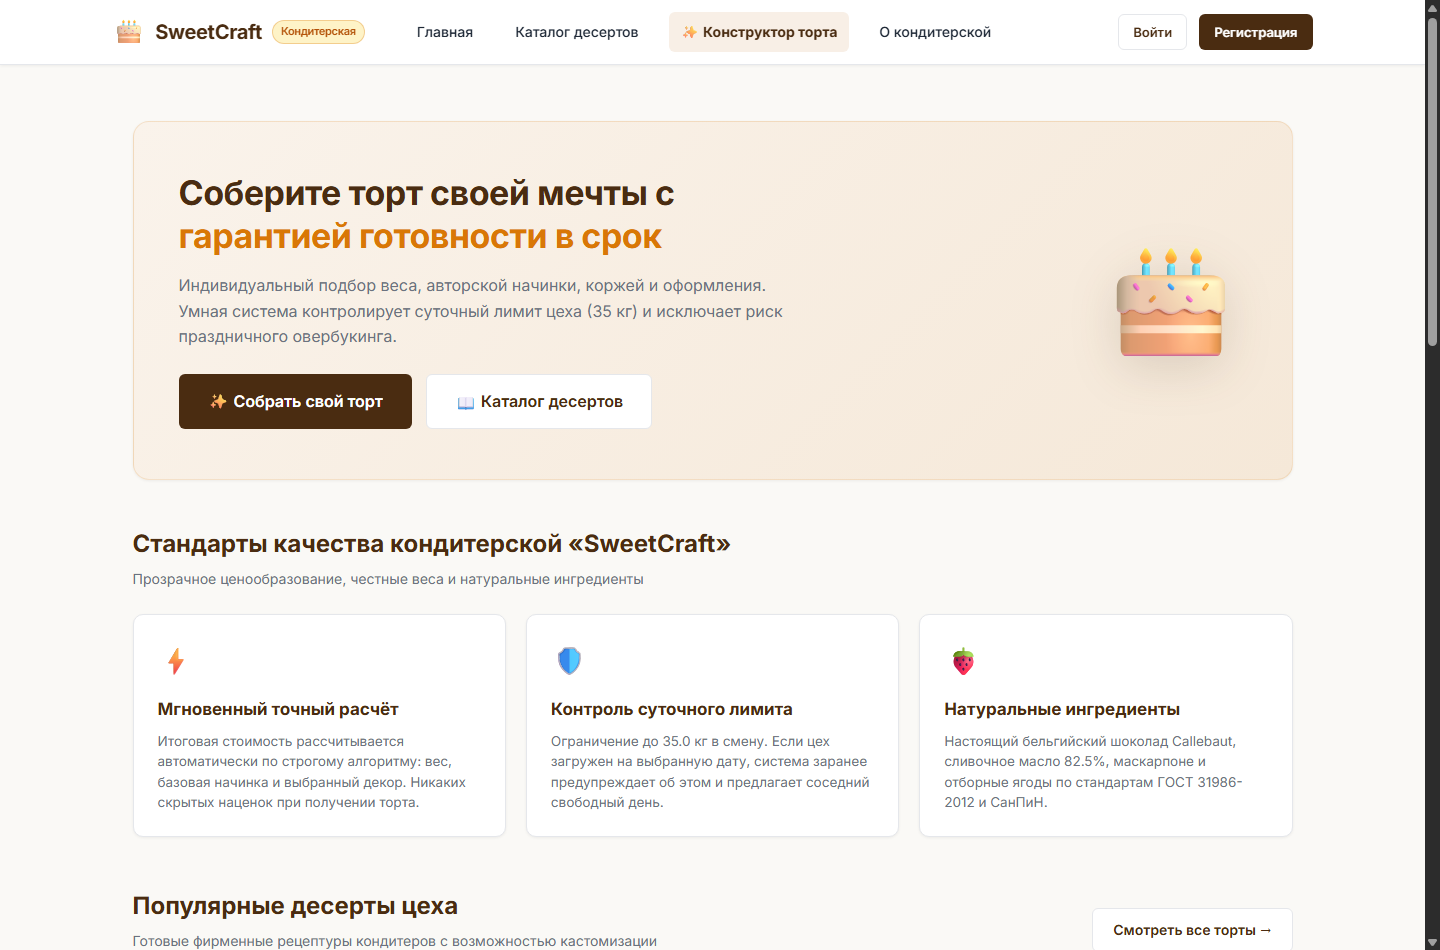 SweetCraft Кондитерская Главная Каталог десертов ✨ Конструктор торта О кондитерской Войти Регистрация
Соберите торт своей мечты с
гарантией готовности в срок
Индивидуальный подбор веса, авторской начинки, коржей и оформления.
Умная система контролирует суточный лимит цеха (35 кг) и исключает риск
праздничного овербукинга.
✨ Собрать свой торт 📖 Каталог десертов
Стандарты качества кондитерской «SweetCraft»
Прозрачное ценообразование, честные веса и натуральные ингредиенты
Мгновенный точный расчёт
Итоговая стоимость рассчитывается
автоматически по строгому алгоритму: вес,
базовая начинка и выбранный декор. Никаких
скрытых наценок при получении торта.
Контроль суточного лимита
Ограничение до 35.0 кг в смену. Если цех
загружен на выбранную дату, система заранее
предупреждает об этом и предлагает соседний
свободный день.
Натуральные ингредиенты
Настоящий бельгийский шоколад Callebaut,
сливочное масло 82.5%, маскарпоне и
отборные ягоды по стандартам ГОСТ 31986-
2012 и СанПиН.
Популярные десерты цеха
Готовые фирменные рецептуры кондитеров с возможностью кастомизации
Смотреть все торты →